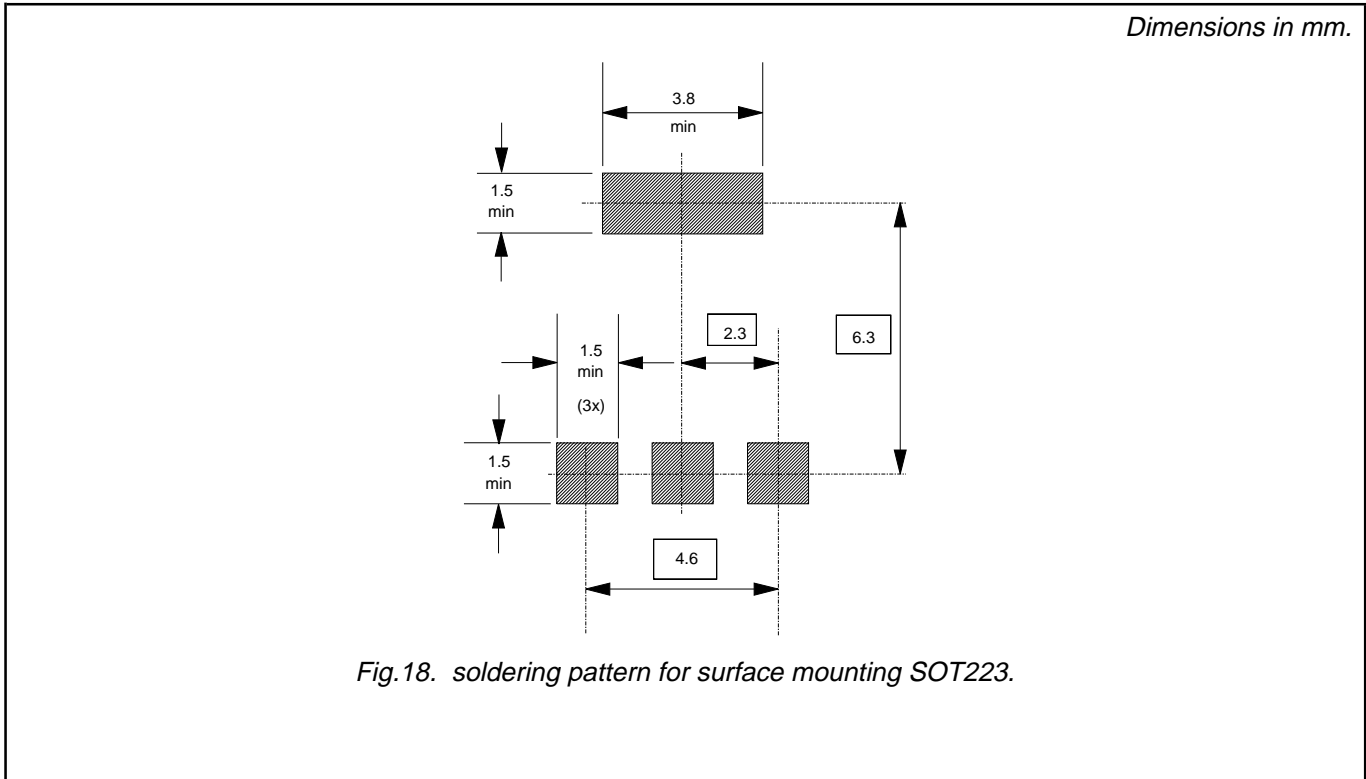 Dimensions in mm.
3.8
min
1.5
min
2.3
6.3
1.5
min
(3x)
1.5
min
4.6
Fig.18. soldering pattern for surface mounting SOT223.